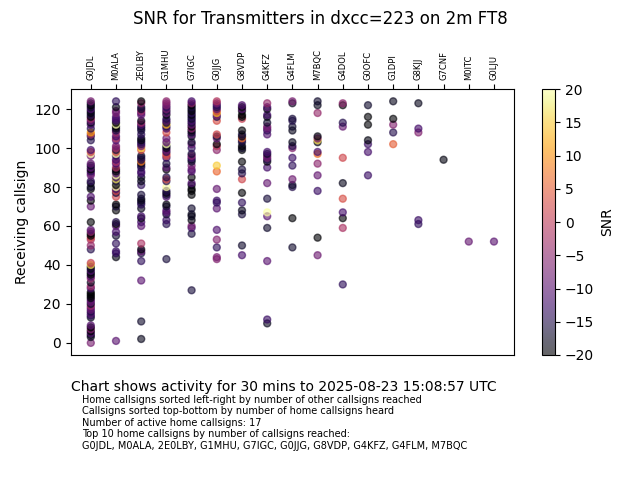 SNR for Transmitters in dxcc=223 on 2m FT8
G0JDL M0ALA 2E0LBY G1MHU G7IGC G0JJG G8VDP G4KFZ G4FLM M7BQC G4DOL G0OFC G1DPI G8KJJ G7CNF M0ITC G0LJU
120
100
80
60
40
20
0
Receiving callsign
20
15
10
5
0
−5
−10
−15
−20
SNR
Chart shows activity for 30 mins to 2025-08-23 15:08:57 UTC
Home callsigns sorted left-right by number of other callsigns reached
Callsigns sorted top-bottom by number of home callsigns heard
Number of active home callsigns: 17
Top 10 home callsigns by number of callsigns reached:
G0JDL, M0ALA, 2E0LBY, G1MHU, G7IGC, G0JJG, G8VDP, G4KFZ, G4FLM, M7BQC